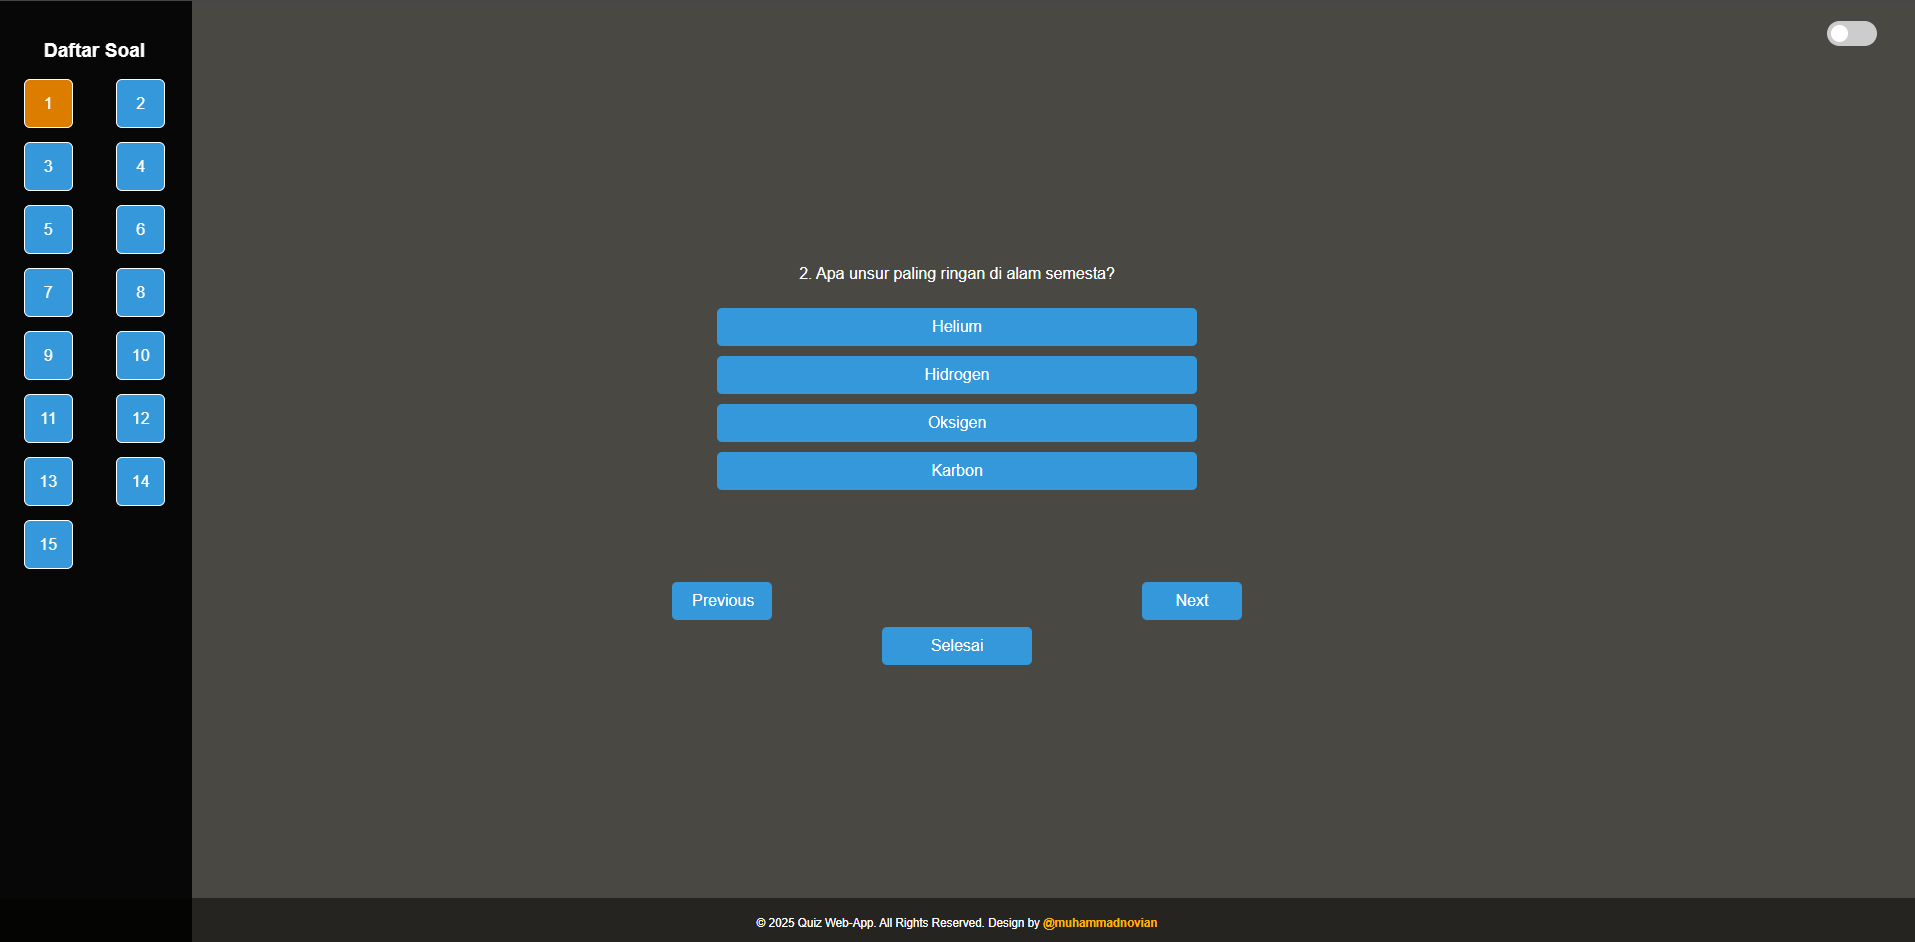 Daftar Soal
1 2
3 4
5 6
7 8
9 10
11 12
13 14
15
2. Apa unsur paling ringan di alam semesta?
Helium
Hidrogen
Oksigen
Karbon
Previous Next
Selesai
© 2025 Quiz Web-App. All Rights Reserved. Design by @muhammadnovian